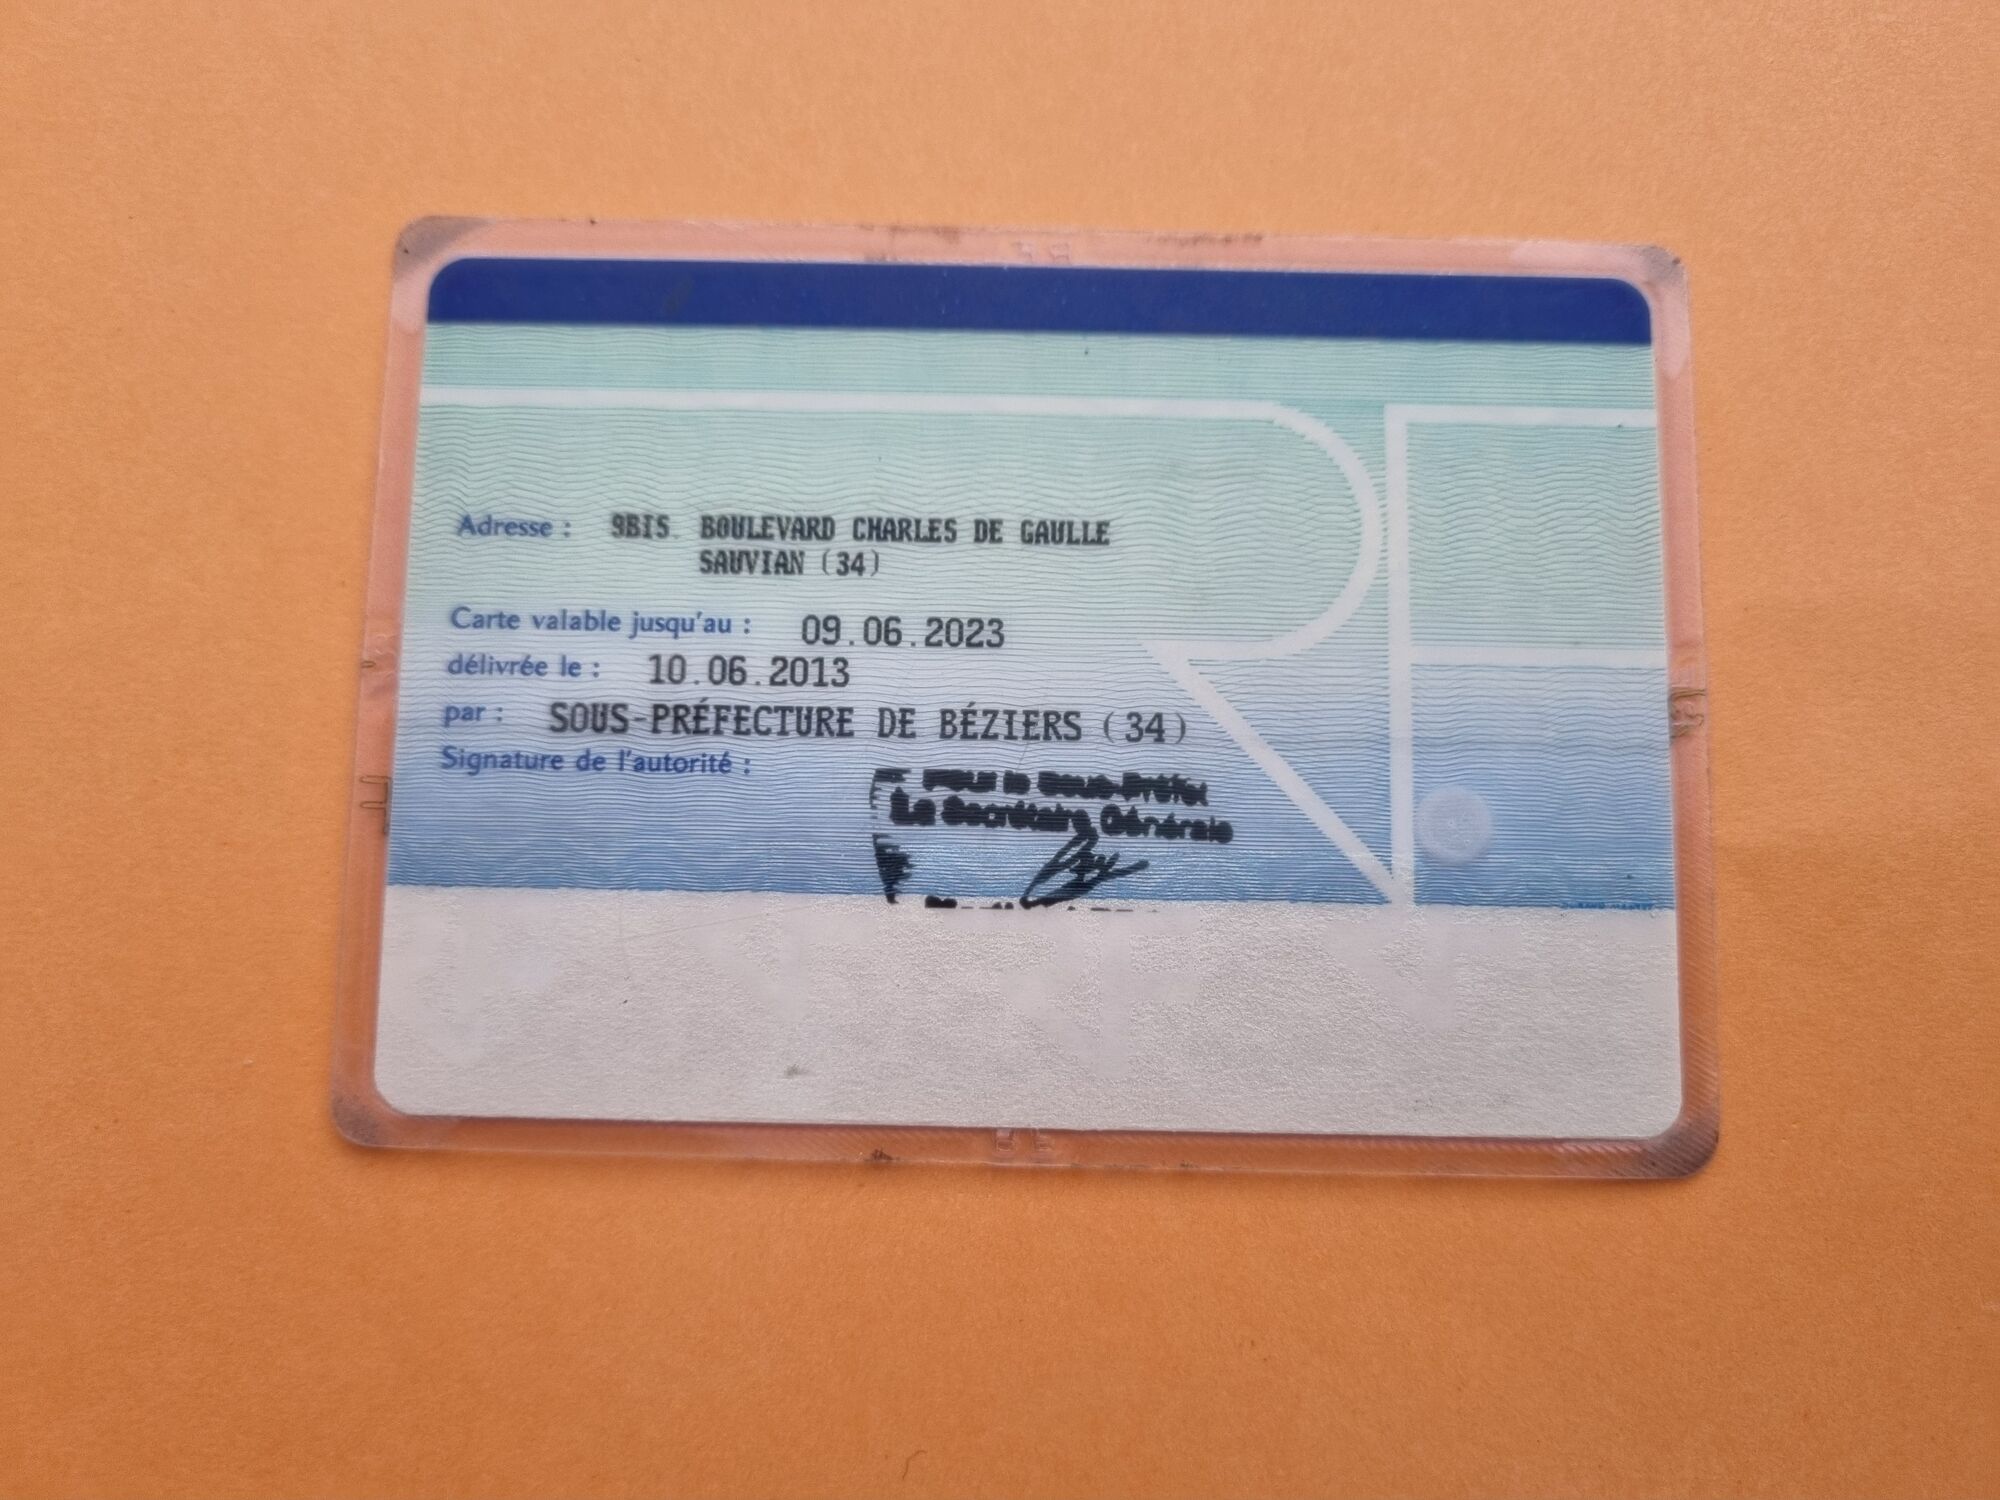 Adresse : 9BIS BOULEVARD CHARLES DE GAULLE
SAUVIAN (34)
Carte valable jusqu'au : 09.06.2023
délivrée le : 10.06.2013
par : SOUS-PRÉFECTURE DE BÉZIERS (34)
Signature de l'autorité :
Pour le Sous-Préfet
La Secrétaire Générale
RF